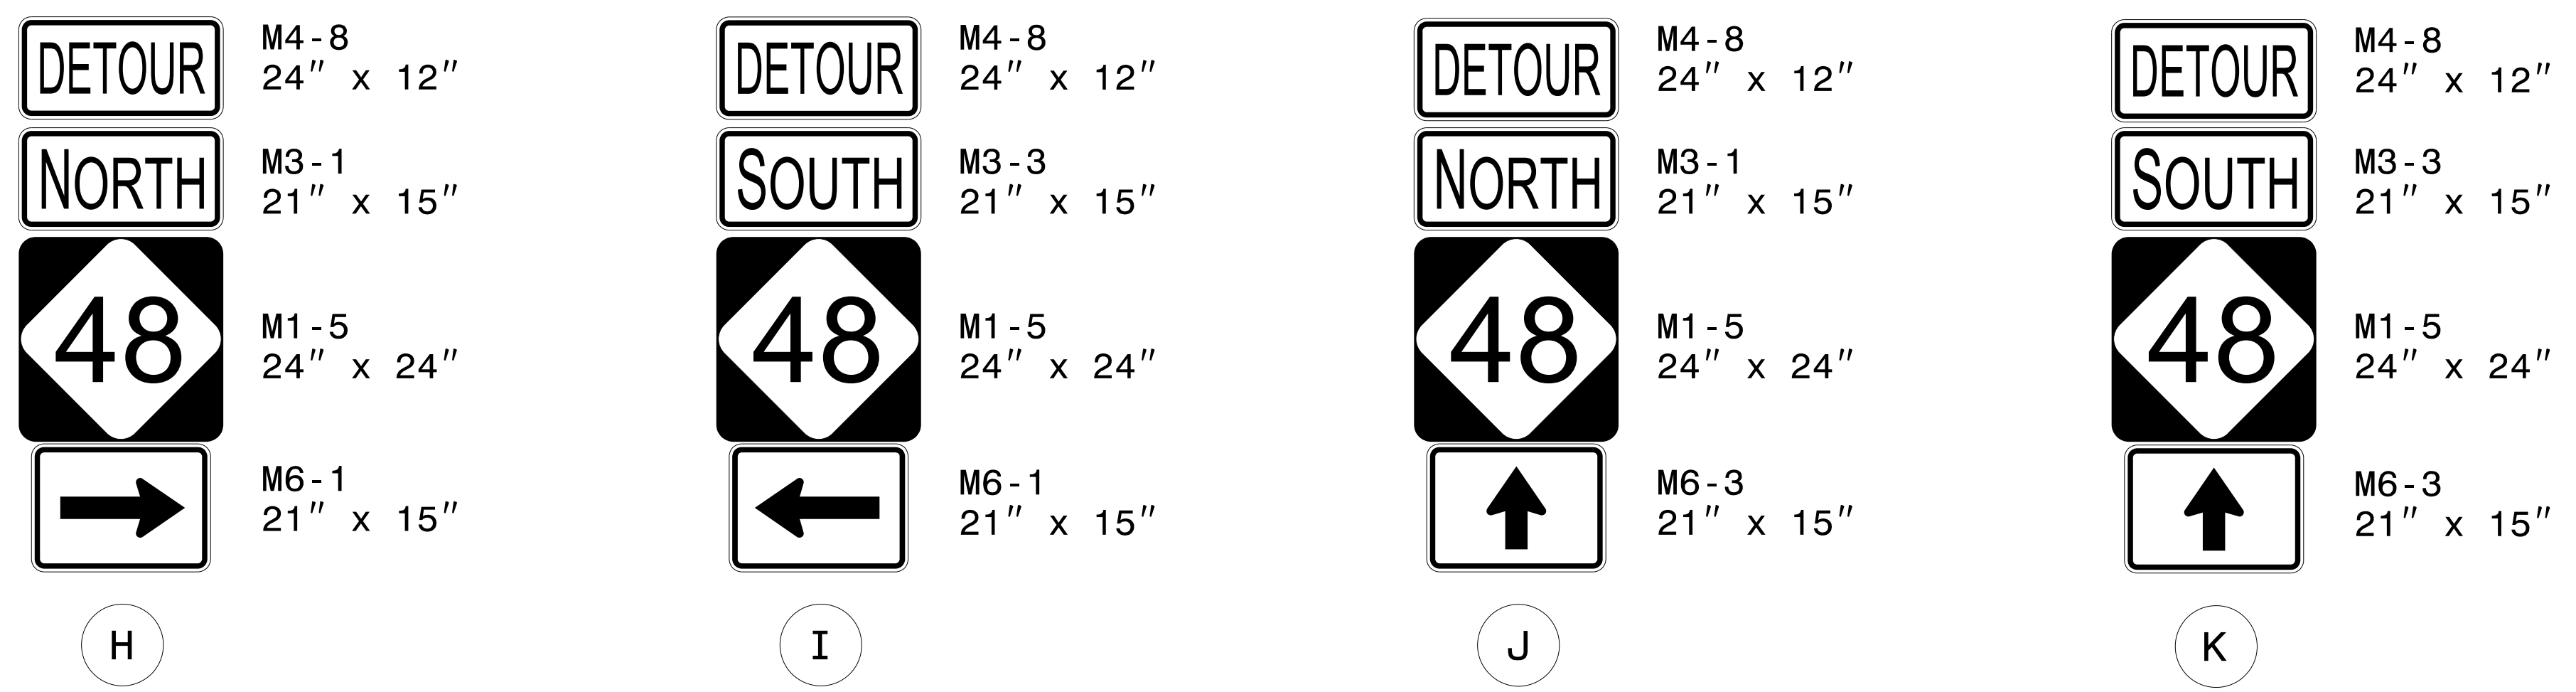 DETOUR
M4-8
24" x 12"
NORTH
M3-1
21" x 15"
48
M1-5
24" x 24"
M6-1
21" x 15"
H
DETOUR
M4-8
24" x 12"
SOUTH
M3-3
21" x 15"
48
M1-5
24" x 24"
M6-1
21" x 15"
I
DETOUR
M4-8
24" x 12"
NORTH
M3-1
21" x 15"
48
M1-5
24" x 24"
M6-3
21" x 15"
J
DETOUR
M4-8
24" x 12"
SOUTH
M3-3
21" x 15"
48
M1-5
24" x 24"
M6-3
21" x 15"
K